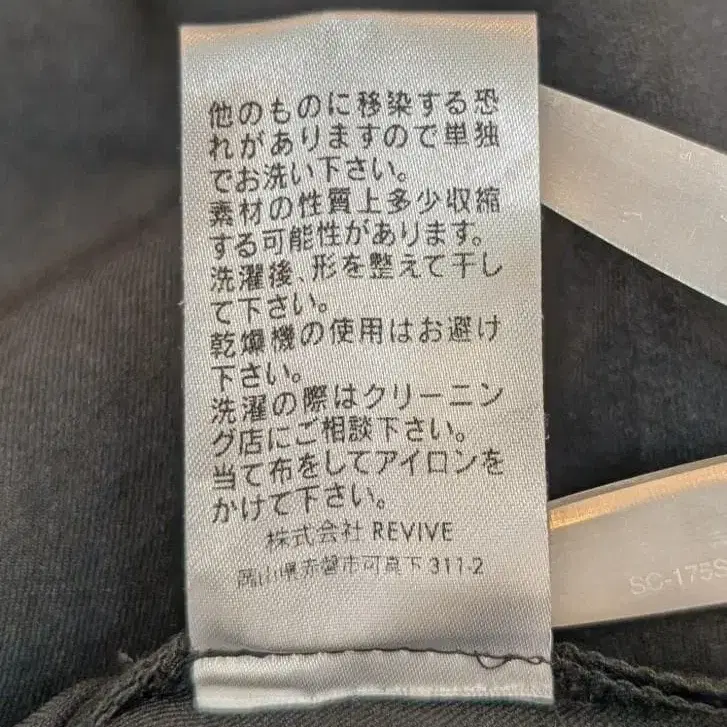 他のものに移染する恐
れがありますので単独
でお洗い下さい。
素材の性質上多少収縮
する可能性があります。
洗濯後、形を整えて干し
て下さい。
乾燥機の使用はお避け
下さい。
洗濯の際はクリーニン
グ店にご相談下さい。
当て布をしてアイロンを
かけて下さい。
株式会社 REVIVE
岡山県赤磐市可真下311-2
SC-175S